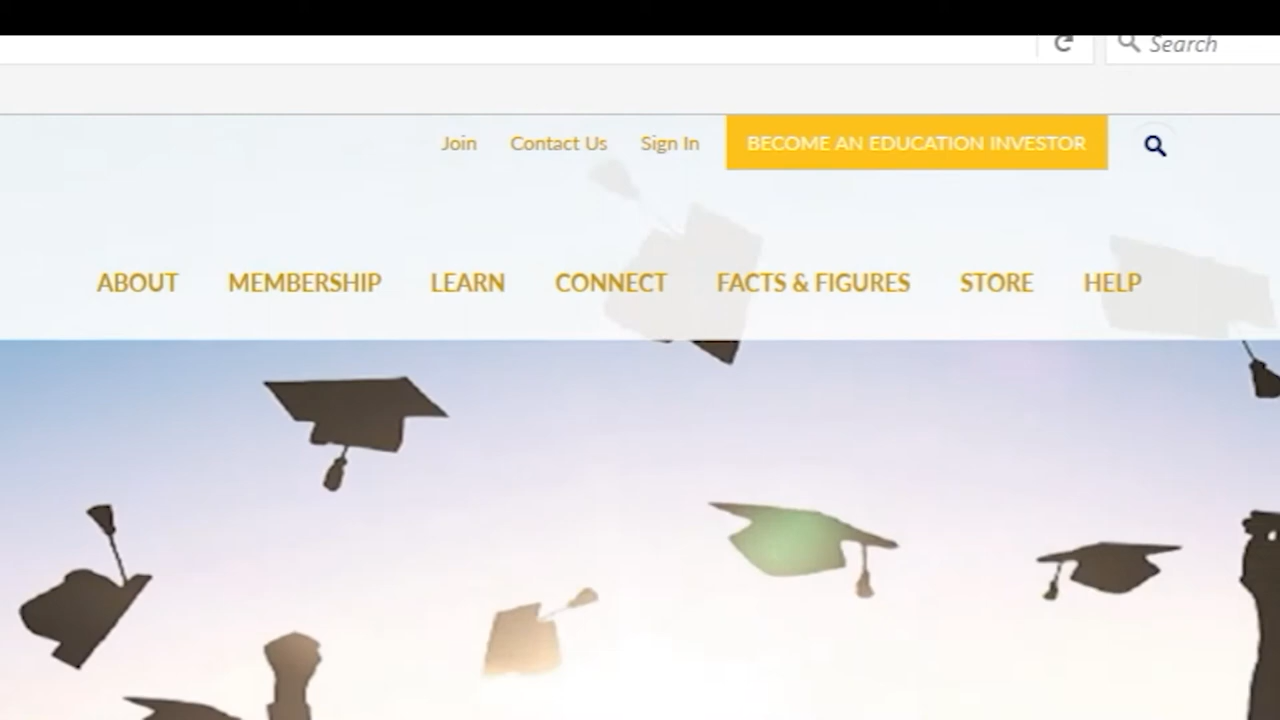 Search
Join Contact Us Sign In BECOME AN EDUCATION INVESTOR
ABOUT MEMBERSHIP LEARN CONNECT FACTS & FIGURES STORE HELP